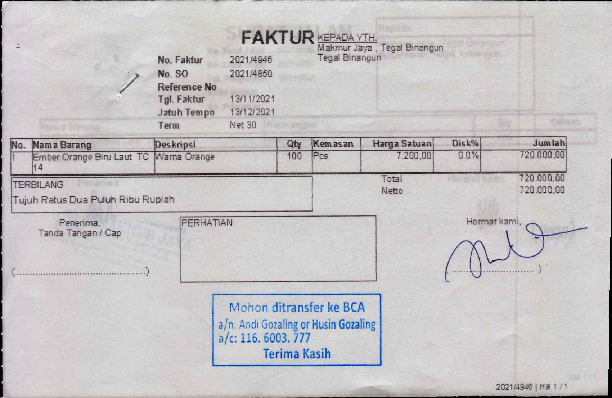 FAKTUR
KEPADA YTH.
Makmur Jaya , Tegal Binangun
Tegal Binangun
No. Faktur 2021/4946
No. SO 2021/4860
Reference No
Tgl. Faktur 13/11/2021
Jatuh Tempo 13/12/2021
Term Net 30
No. Nama Barang Deskripsi Qty Kemasan Harga Satuan Disk% Jumlah
1 Ember Orange Biru Laut TC Warna Orange 100 Pcs 7.200,00 0.0% 720.000,00
14
Total 720.000,00
Netto 720.000,00
TERBILANG
Tujuh Ratus Dua Puluh Ribu Rupiah
Penerima,
Tanda Tangan / Cap
PERHATIAN
Hormat kami,
(..................................)
(..................................)
Mohon ditransfer ke BCA
a/n. Andi Gozaling or Husin Gozaling
a/c: 116. 6003. 777
Terima Kasih
2021/4946 | Hal 1 / 1